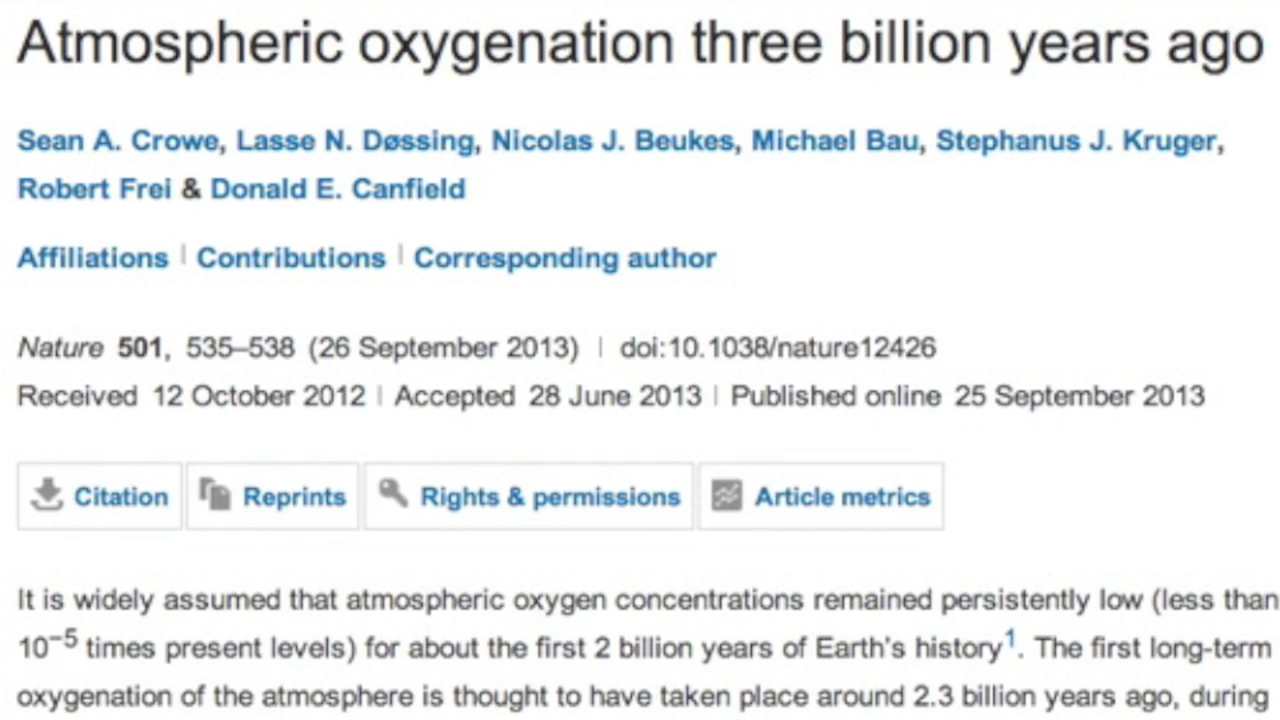 Atmospheric oxygenation three billion years ago
Sean A. Crowe, Lasse N. Døssing, Nicolas J. Beukes, Michael Bau, Stephanus J. Kruger,
Robert Frei & Donald E. Canfield
Affiliations | Contributions | Corresponding author
Nature 501, 535–538 (26 September 2013) | doi:10.1038/nature12426
Received 12 October 2012 | Accepted 28 June 2013 | Published online 25 September 2013
Citation Reprints Rights & permissions Article metrics
It is widely assumed that atmospheric oxygen concentrations remained persistently low (less than
10⁻⁵ times present levels) for about the first 2 billion years of Earth's history¹. The first long-term
oxygenation of the atmosphere is thought to have taken place around 2.3 billion years ago, during